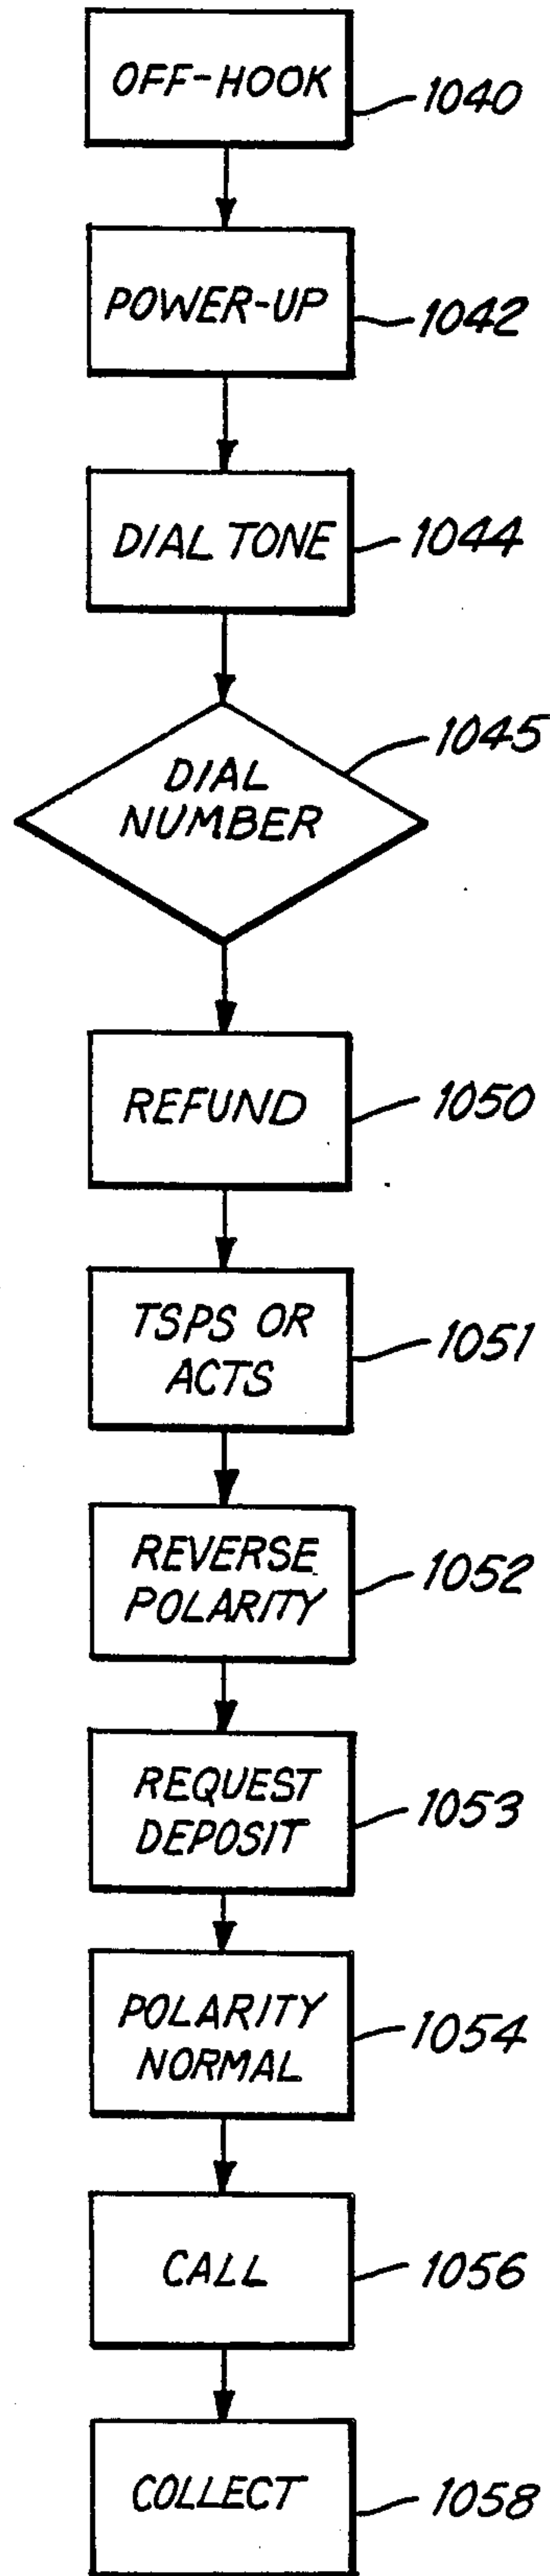 OFF-HOOK
1040
POWER-UP
1042
DIAL TONE
1044
DIAL
NUMBER
1045
REFUND
1050
TSPS OR
ACTS
1051
REVERSE
POLARITY
1052
REQUEST
DEPOSIT
1053
POLARITY
NORMAL
1054
CALL
1056
COLLECT
1058